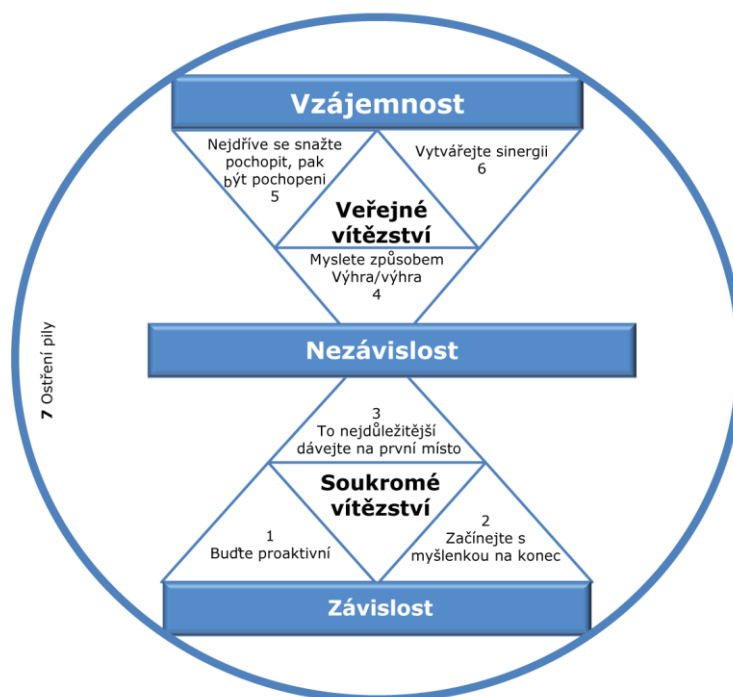 Vzájemnost
Nejdříve se snažte
pochopit, pak
být pochopeni
5
Vytvářejte sinergii
6
Veřejné
vítězství
Myslete způsobem
Výhra/výhra
4
Nezávislost
7 Ostření pily
3
To nejdůležitější
dávejte na první místo
Soukromé
vítězství
1
Buďte proaktivní
2
Začínejte s
myšlenkou na konec
Závislost